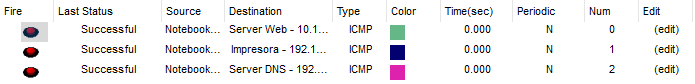 Fire Last Status Source Destination Type Color Time(sec) Periodic Num Edit
Successful Notebook... Server Web - 10.1... ICMP 0.000 N 0 (edit)
Successful Notebook... Impresora - 192.1... ICMP 0.000 N 1 (edit)
Successful Notebook... Server DNS - 192.... ICMP 0.000 N 2 (edit)